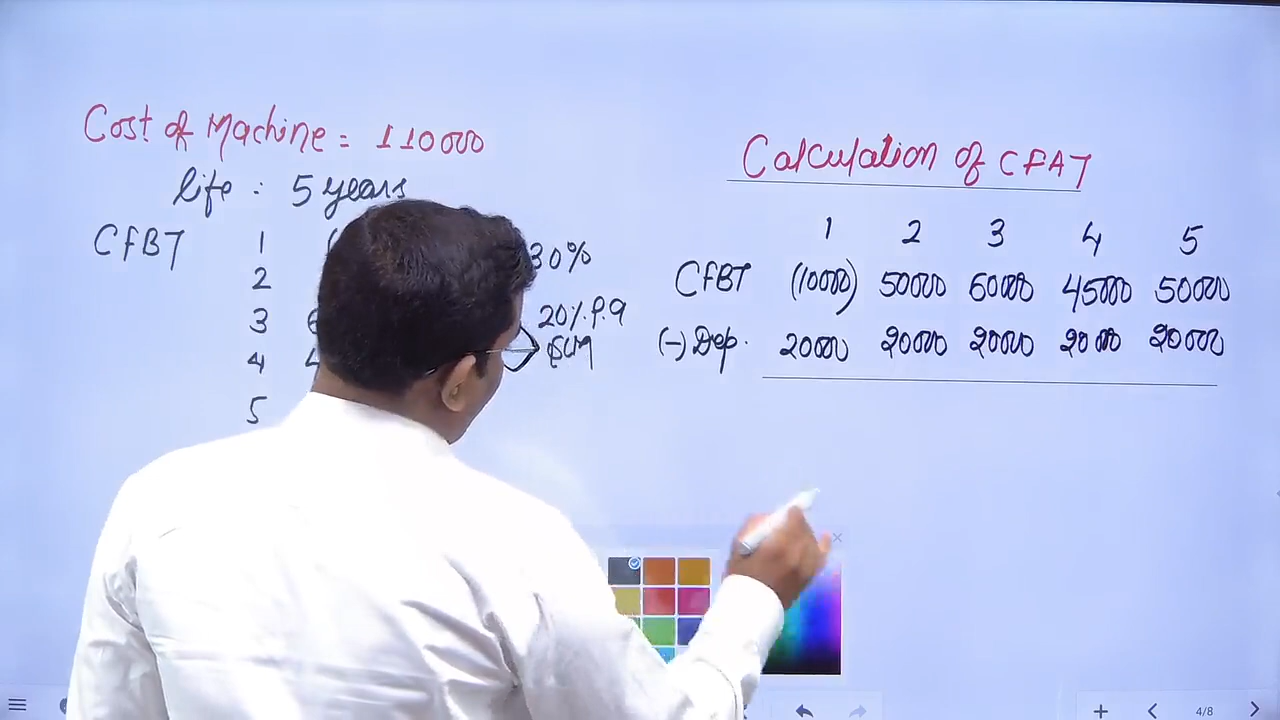 Cost of Machine = 110000
life : 5 years
CFBT 1
2
3
4
5
30%
20% P.a
SLM
Calculation of CFAT
1 2 3 4 5
CFBT (10000) 50000 60000 45000 50000
(-) Dep. 20000 20000 20000 20000 20000
4/8